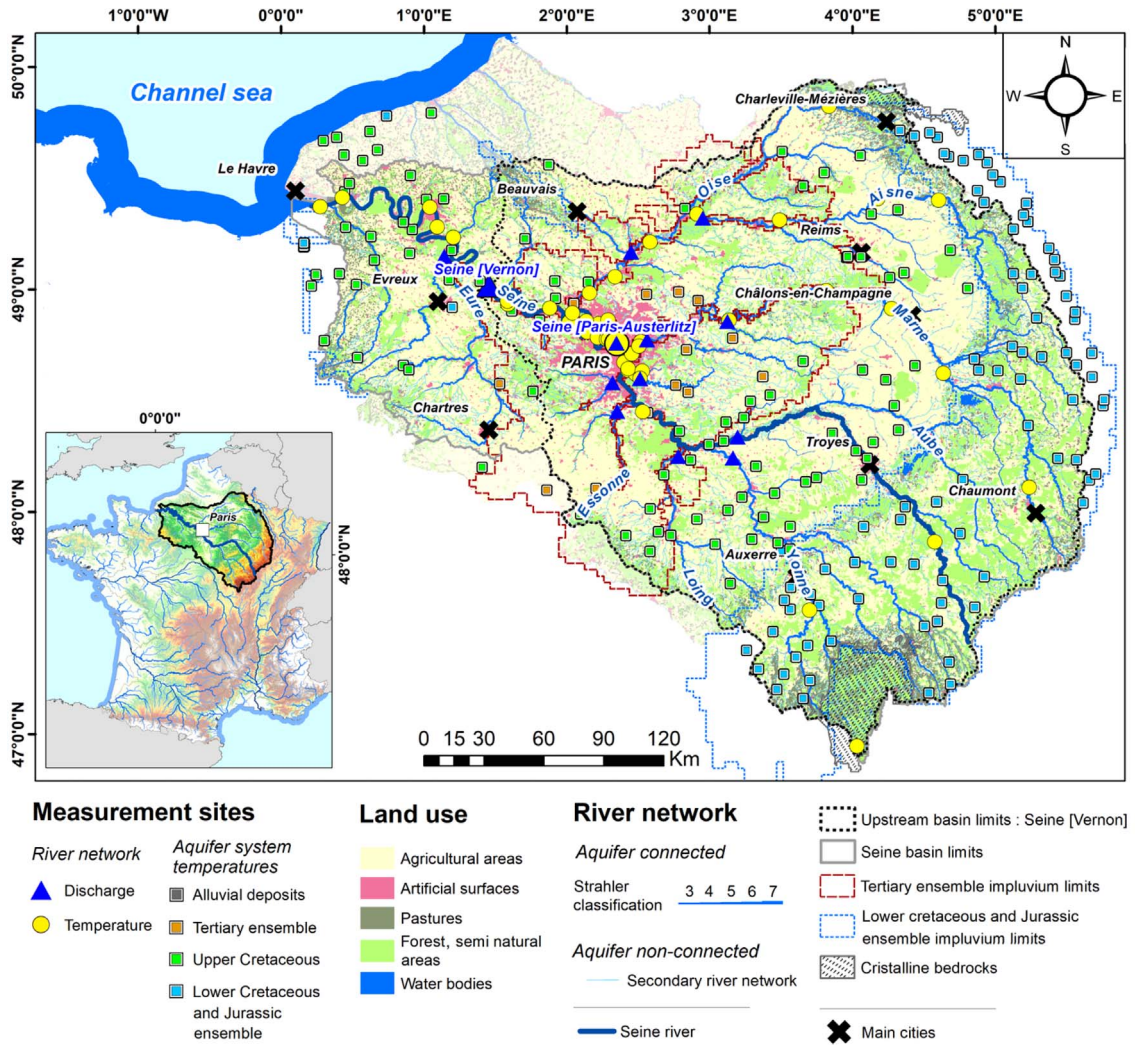 1°0'0"W
0°0'0"
1°0'0"E
2°0'0"E
3°0'0"E
4°0'0"E
5°0'0"E
50°0'0"N
49°0'0"N
48°0'0"N
47°0'0"N
N
W
E
S
Channel sea
Charleville-Mézières
Le Havre
Beauvais
Oise
Aisne
Reims
Seine [Vernon]
Evreux
Eure
Seine
Châlons-en-Champagne
Marne
Seine [Paris-Austerlitz]
PARIS
Chartres
Troyes
Aube
Essonne
Chaumont
Auxerre
Yonne
Loing
0°0'0"
Paris
48°0'0"N
0 15 30 60 90 120
Km
Measurement sites
River network
Discharge
Temperature
Aquifer system
temperatures
Alluvial deposits
Tertiary ensemble
Upper Cretaceous
Lower Cretaceous
and Jurassic
ensemble
Land use
Agricultural areas
Artificial surfaces
Pastures
Forest, semi natural
areas
Water bodies
River network
Aquifer connected
Strahler
classification
3 4 5 6 7
Aquifer non-connected
Secondary river network
Seine river
Upstream basin limits : Seine [Vernon]
Seine basin limits
Tertiary ensemble impluvium limits
Lower cretaceous and Jurassic
ensemble impluvium limits
Cristalline bedrocks
Main cities